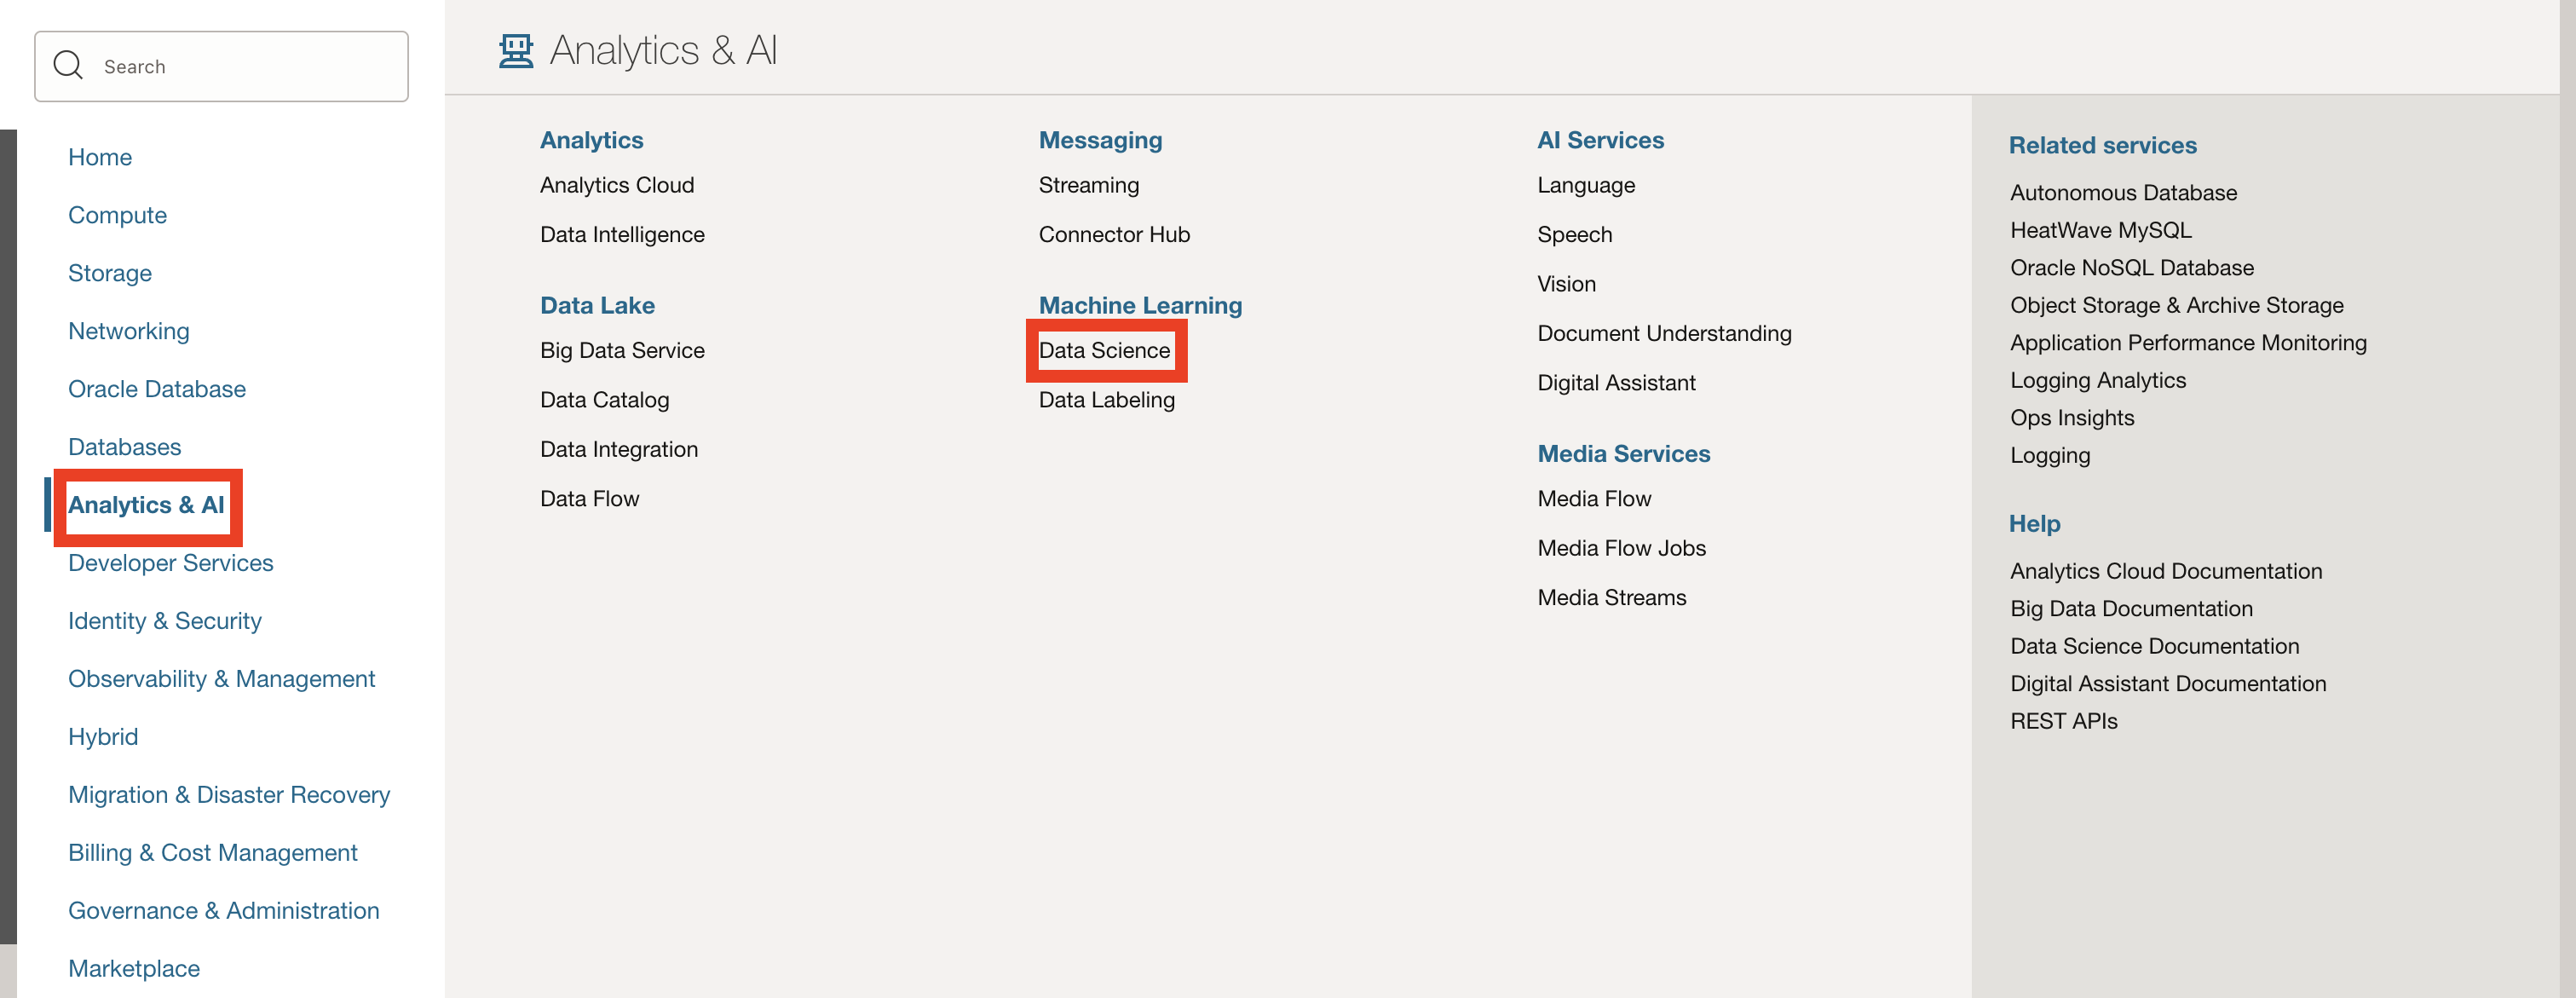 Search
Home
Compute
Storage
Networking
Oracle Database
Databases
Analytics & AI
Developer Services
Identity & Security
Observability & Management
Hybrid
Migration & Disaster Recovery
Billing & Cost Management
Governance & Administration
Marketplace
Analytics & AI
Analytics
Analytics Cloud
Data Intelligence
Data Lake
Big Data Service
Data Catalog
Data Integration
Data Flow
Messaging
Streaming
Connector Hub
Machine Learning
Data Science
Data Labeling
AI Services
Language
Speech
Vision
Document Understanding
Digital Assistant
Media Services
Media Flow
Media Flow Jobs
Media Streams
Related services
Autonomous Database
HeatWave MySQL
Oracle NoSQL Database
Object Storage & Archive Storage
Application Performance Monitoring
Logging Analytics
Ops Insights
Logging
Help
Analytics Cloud Documentation
Big Data Documentation
Data Science Documentation
Digital Assistant Documentation
REST APIs